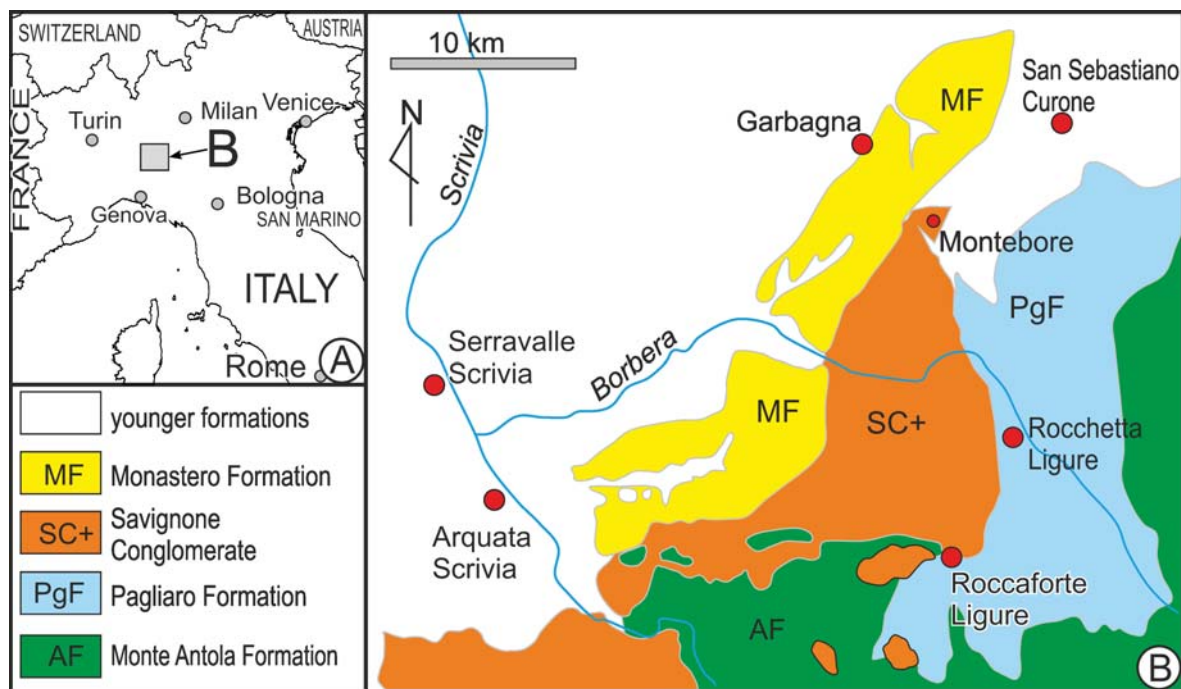 SWITZERLAND
AUSTRIA
Turin
Milan
Venice
B
FRANCE
Genova
Bologna
SAN MARINO
ITALY
Rome
A
younger formations
MF
Monastero Formation
SC+
Savignone
Conglomerate
PgF
Pagliaro Formation
AF
Monte Antola Formation
10 km
N
Scrivia
Garbagna
MF
San Sebastiano
Curone
Montebore
PgF
Serravalle
Scrivia
Borbera
MF
SC+
Rocchetta
Ligure
Arquata
Scrivia
Roccaforte
Ligure
AF
B